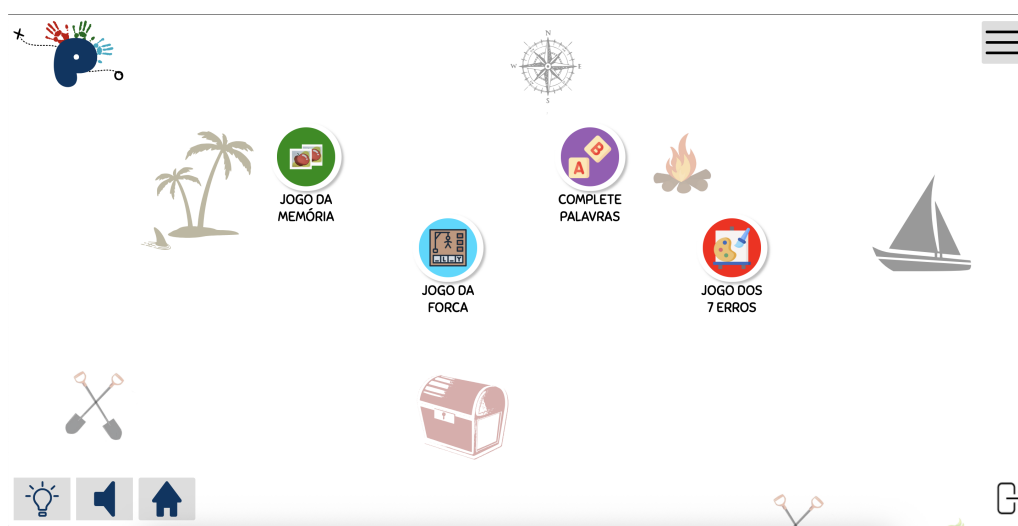 N
W E
S
JOGO DA
MEMÓRIA
COMPLETE
PALAVRAS
A B
JOGO DA
FORCA
JOGO DOS
7 ERROS